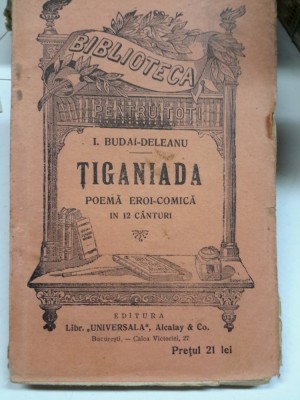 BIBLIOTECA
PENTRU TOȚI
I. BUDAI-DELEANU
ȚIGANIADA
POEMĂ EROI-COMICĂ
IN 12 CÂNTURI
EDITURA
Libr. „UNIVERSALA”, Alcalay & Co.
București. — Calea Victoriei, 27
Prețul 21 lei